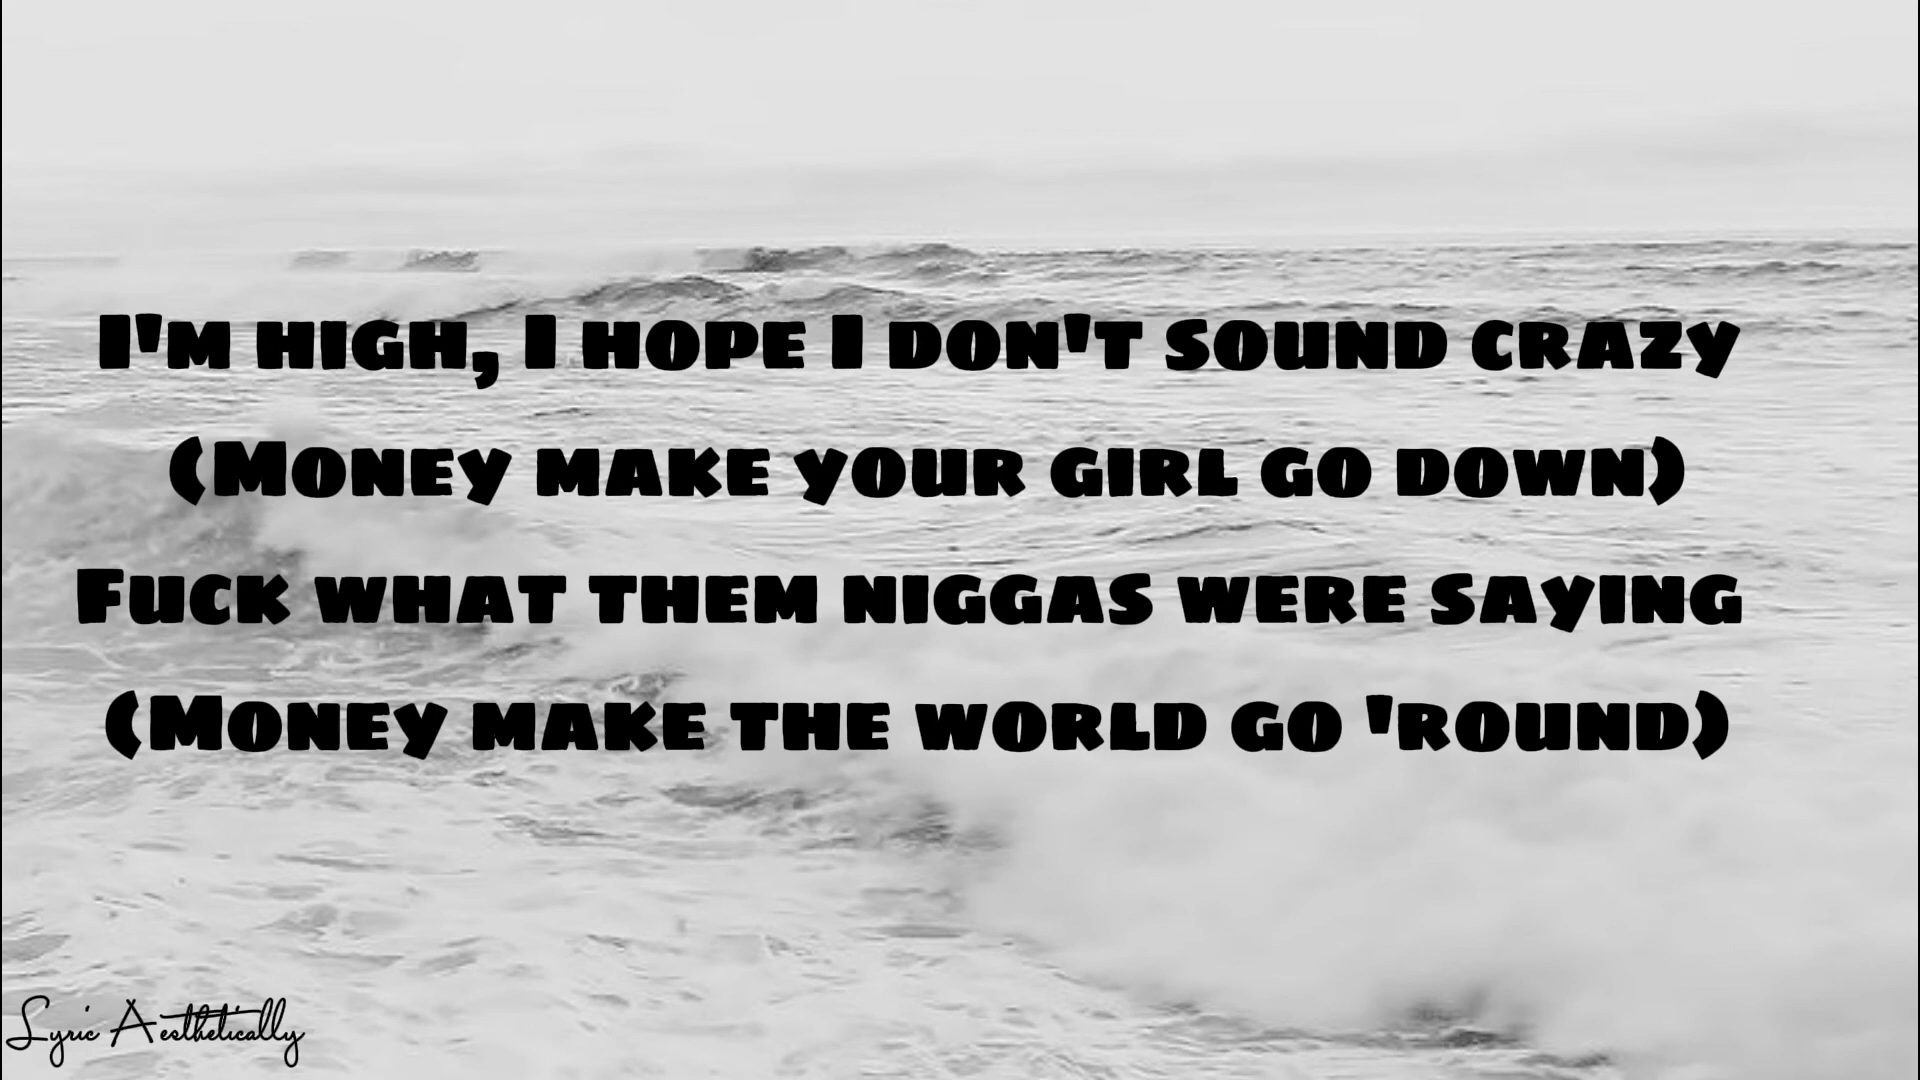 I'm high, I hope I don't sound crazy
(Money make your girl go down)
Fuck what them niggas were saying
(Money make the world go 'round)
Lyric Aesthetically